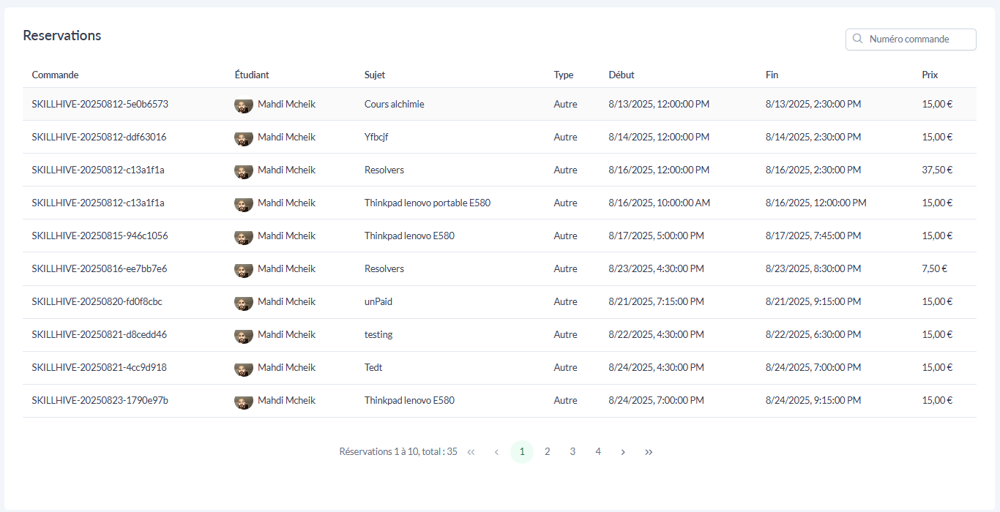 Reservations
Numéro commande
Commande Étudiant Sujet Type Début Fin Prix
SKILLHIVE-20250812-5e0b6573 Mahdi Mcheik Cours alchimie Autre 8/13/2025, 12:00:00 PM 8/13/2025, 2:30:00 PM 15,00 €
SKILLHIVE-20250812-ddf63016 Mahdi Mcheik Yfbcjf Autre 8/14/2025, 12:00:00 PM 8/14/2025, 2:30:00 PM 15,00 €
SKILLHIVE-20250812-c13a1f1a Mahdi Mcheik Resolvers Autre 8/16/2025, 12:00:00 PM 8/16/2025, 2:30:00 PM 37,50 €
SKILLHIVE-20250812-c13a1f1a Mahdi Mcheik Thinkpad lenovo portable E580 Autre 8/16/2025, 10:00:00 AM 8/16/2025, 12:00:00 PM 15,00 €
SKILLHIVE-20250815-946c1056 Mahdi Mcheik Thinkpad lenovo E580 Autre 8/17/2025, 5:00:00 PM 8/17/2025, 7:45:00 PM 15,00 €
SKILLHIVE-20250816-ee7bb7e6 Mahdi Mcheik Resolvers Autre 8/23/2025, 4:30:00 PM 8/23/2025, 8:30:00 PM 7,50 €
SKILLHIVE-20250820-fd0f8cbc Mahdi Mcheik unPaid Autre 8/21/2025, 7:15:00 PM 8/21/2025, 9:15:00 PM 15,00 €
SKILLHIVE-20250821-d8cedd46 Mahdi Mcheik testing Autre 8/22/2025, 4:30:00 PM 8/22/2025, 6:30:00 PM 15,00 €
SKILLHIVE-20250821-4cc9d918 Mahdi Mcheik Tedt Autre 8/24/2025, 4:30:00 PM 8/24/2025, 7:00:00 PM 15,00 €
SKILLHIVE-20250823-1790e97b Mahdi Mcheik Thinkpad lenovo E580 Autre 8/24/2025, 7:00:00 PM 8/24/2025, 9:15:00 PM 15,00 €
Réservations 1 à 10, total : 35 « ‹ 1 2 3 4 › »